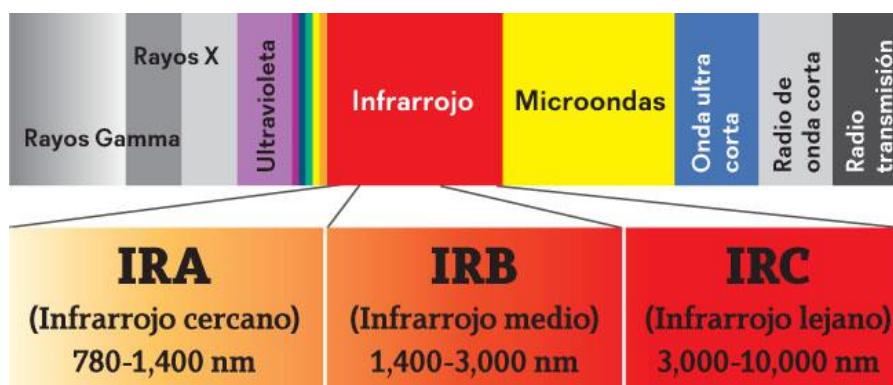 Rayos Gamma
Rayos X
Ultravioleta
Infrarrojo
Microondas
Onda ultra
corta
Radio de
onda corta
Radio
transmisión
IRA
(Infrarrojo cercano)
780-1,400 nm
IRB
(Infrarrojo medio)
1,400-3,000 nm
IRC
(Infrarrojo lejano)
3,000-10,000 nm